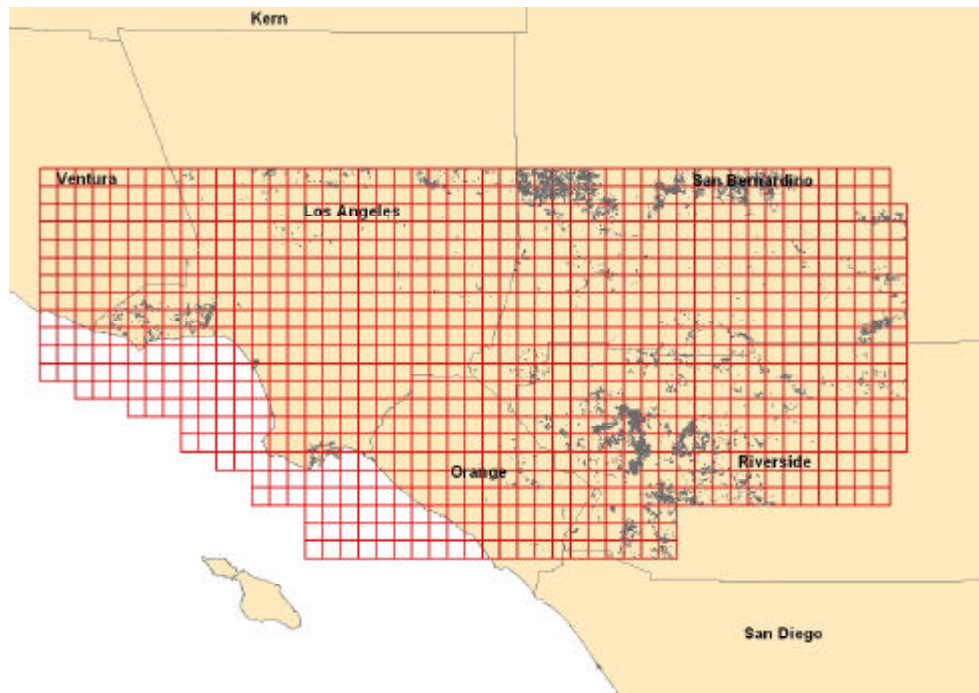 Kern
Ventura
San Bernardino
Los Angeles
Orange
Riverside
San Diego